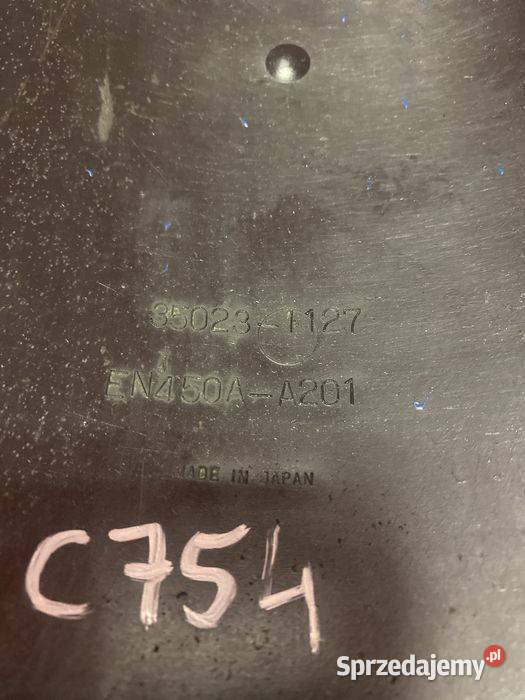 35023-1127
EN450A-A201
MADE IN JAPAN
C754
Sprzedajemy.pl